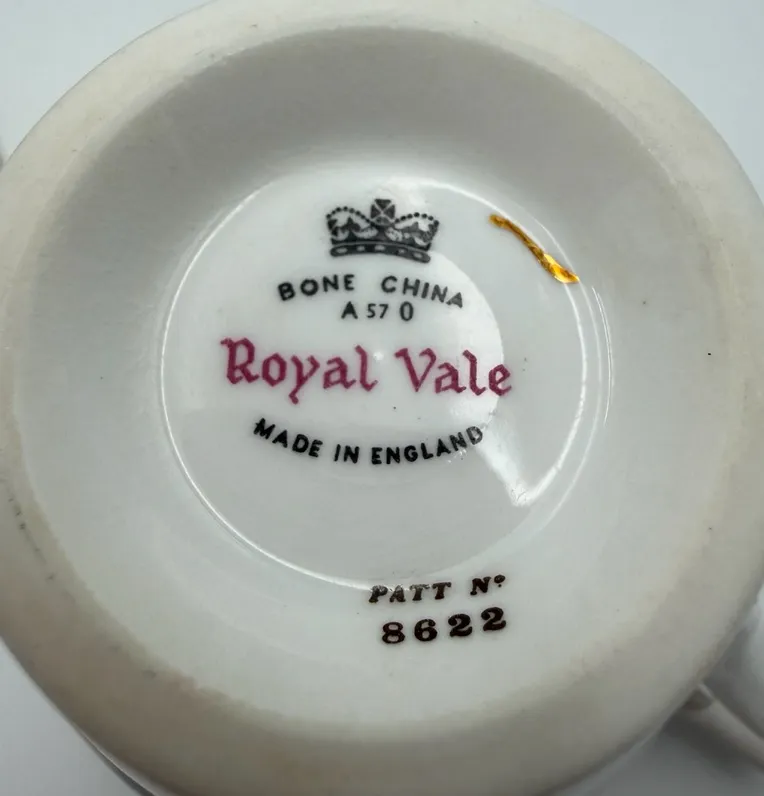 BONE CHINA
A 57 0
Royal Vale
MADE IN ENGLAND
PATT Nº
8622